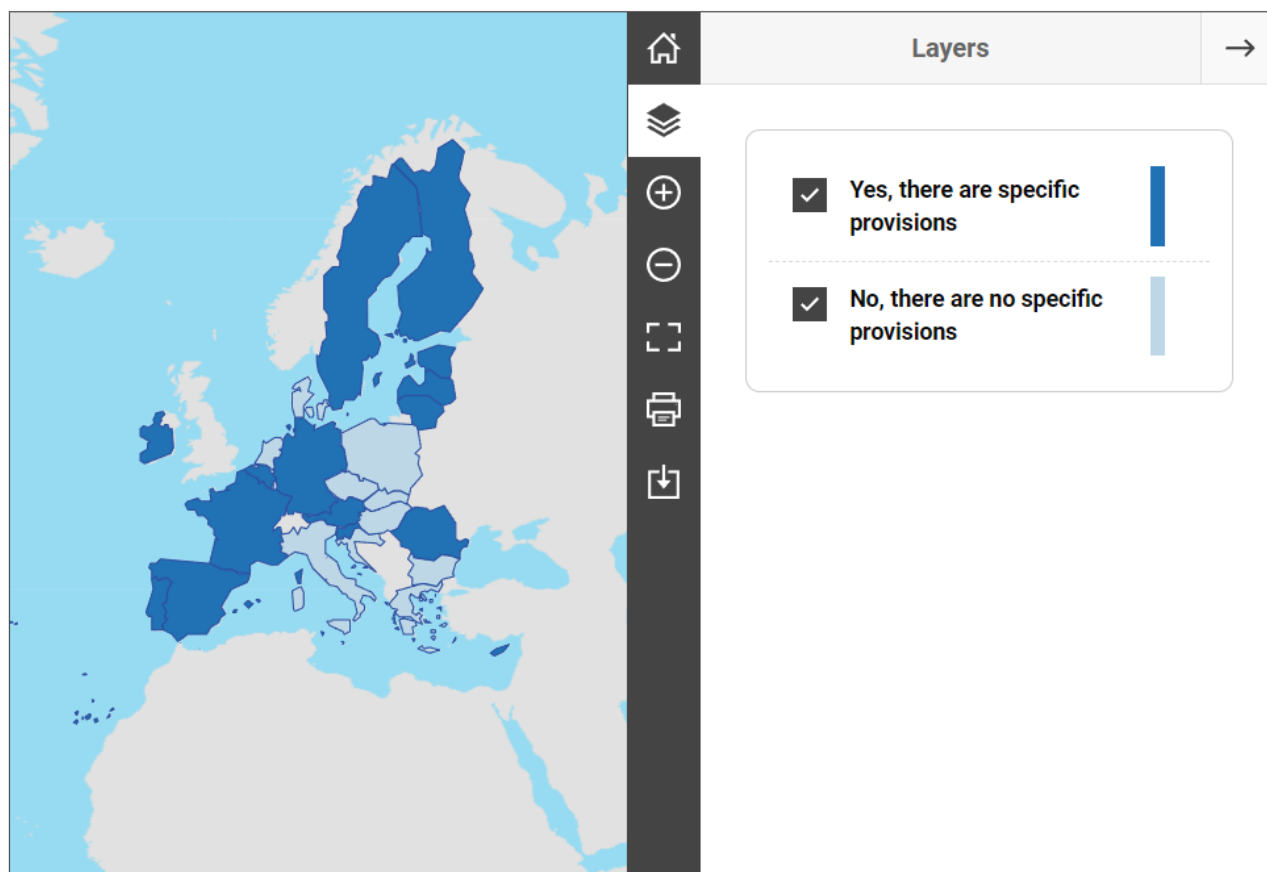 Layers
Yes, there are specific
provisions
No, there are no specific
provisions